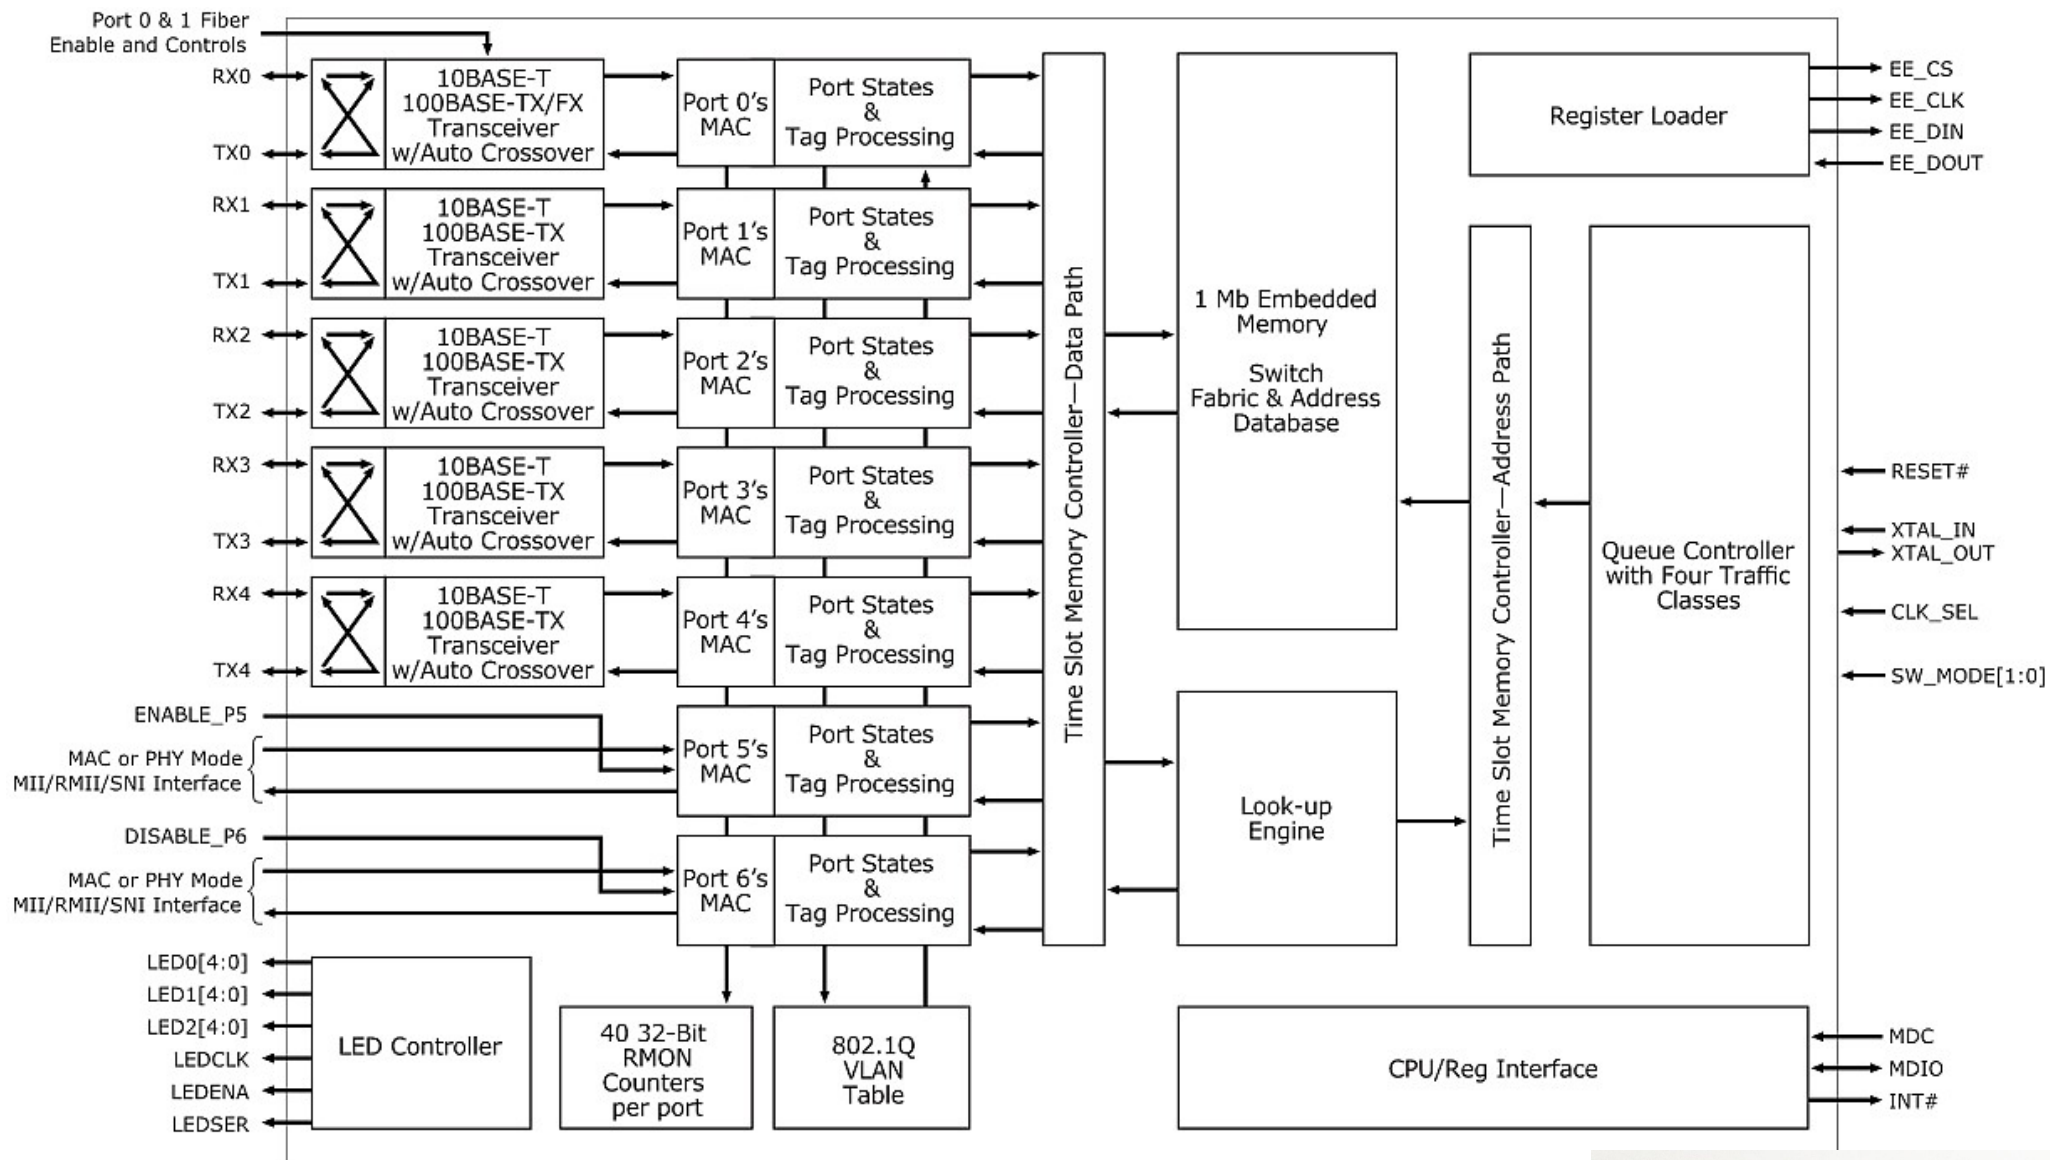 Port 0 & 1 Fiber
Enable and Controls
RX0
TX0
10BASE-T
100BASE-TX/FX
Transceiver
w/Auto Crossover
Port 0's
MAC
Port States
&
Tag Processing
RX1
TX1
10BASE-T
100BASE-TX
Transceiver
w/Auto Crossover
Port 1's
MAC
Port States
&
Tag Processing
RX2
TX2
10BASE-T
100BASE-TX
Transceiver
w/Auto Crossover
Port 2's
MAC
Port States
&
Tag Processing
RX3
TX3
10BASE-T
100BASE-TX
Transceiver
w/Auto Crossover
Port 3's
MAC
Port States
&
Tag Processing
RX4
TX4
10BASE-T
100BASE-TX
Transceiver
w/Auto Crossover
Port 4's
MAC
Port States
&
Tag Processing
ENABLE_P5
MAC or PHY Mode
MII/RMII/SNI Interface
Port 5's
MAC
Port States
&
Tag Processing
DISABLE_P6
MAC or PHY Mode
MII/RMII/SNI Interface
Port 6's
MAC
Port States
&
Tag Processing
LED0[4:0]
LED1[4:0]
LED2[4:0]
LEDCLK
LEDENA
LEDSER
LED Controller
40 32-Bit
RMON
Counters
per port
802.1Q
VLAN
Table
Time Slot Memory Controller—Data Path
1 Mb Embedded
Memory
Switch
Fabric & Address
Database
Look-up
Engine
Time Slot Memory Controller—Address Path
Queue Controller
with Four Traffic
Classes
Register Loader
EE_CS
EE_CLK
EE_DIN
EE_DOUT
RESET#
XTAL_IN
XTAL_OUT
CLK_SEL
SW_MODE[1:0]
CPU/Reg Interface
MDC
MDIO
INT#